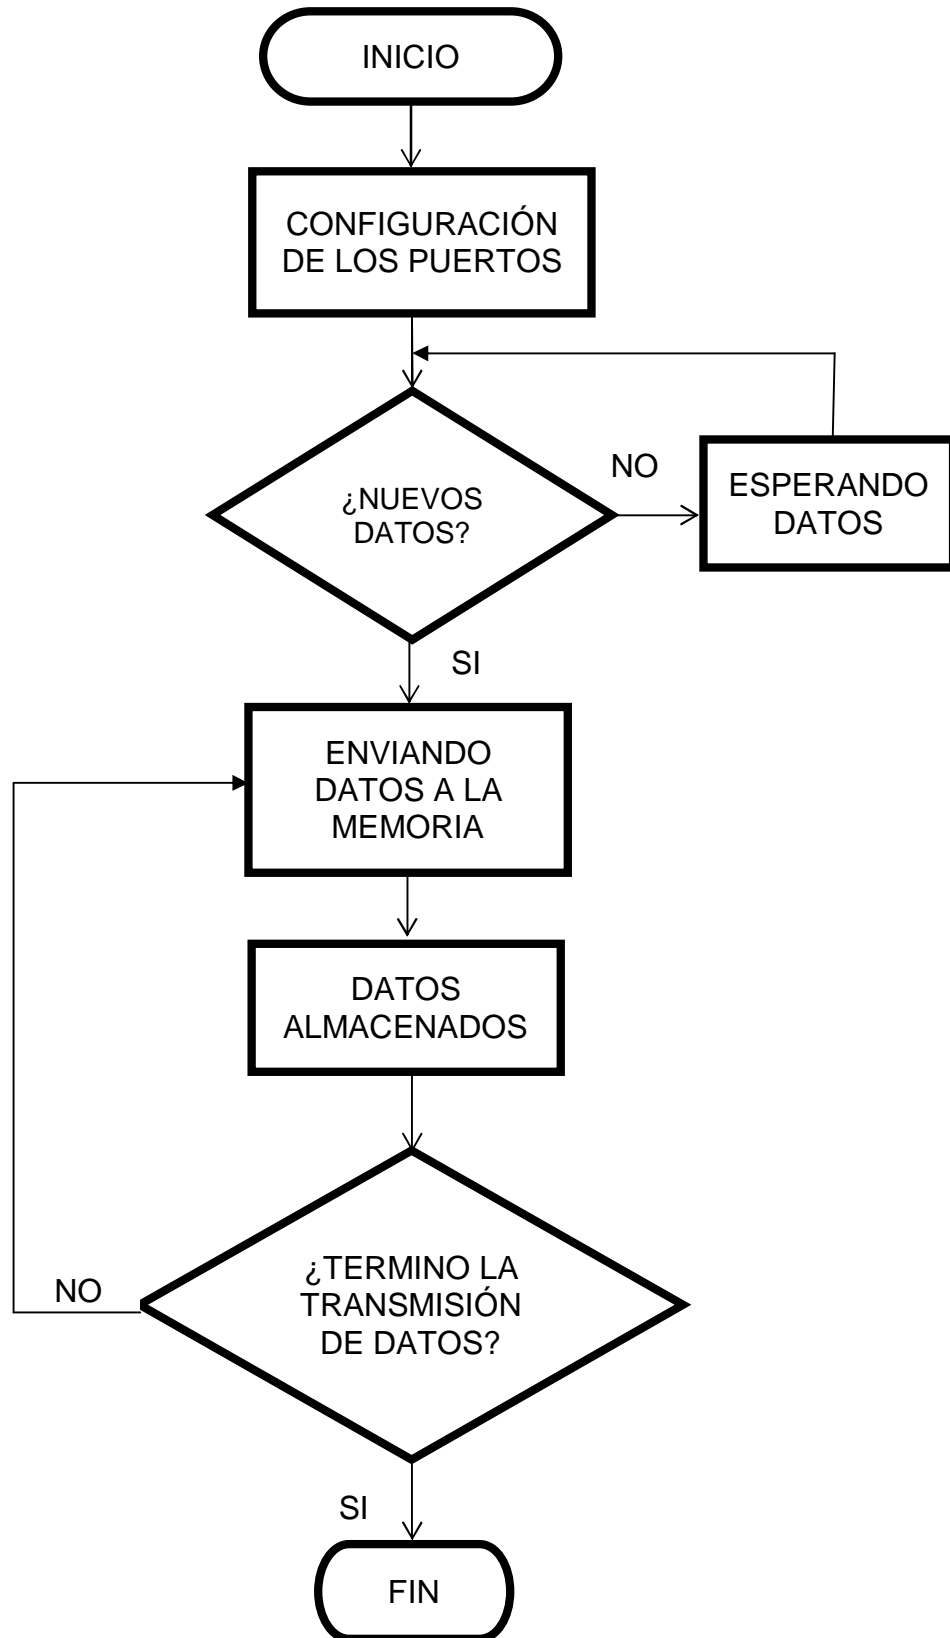 INICIO
CONFIGURACIÓN
DE LOS PUERTOS
¿NUEVOS
DATOS?
NO
ESPERANDO
DATOS
SI
ENVIANDO
DATOS A LA
MEMORIA
DATOS
ALMACENADOS
¿TERMINO LA
TRANSMISIÓN
DE DATOS?
NO
SI
FIN